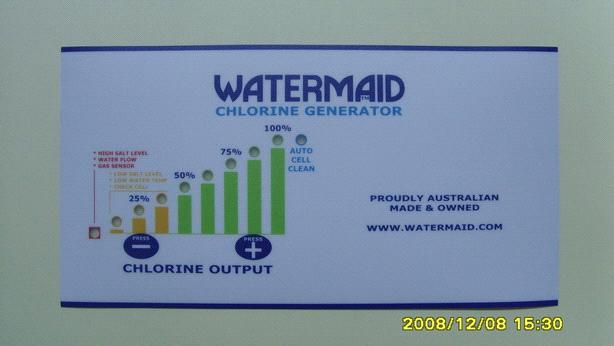 WATERMAID
CHLORINE GENERATOR
100%
AUTO
CELL
CLEAN
75%
50%
25%
* HIGH SALT LEVEL
* WATER FLOW
* GAS SENSOR
* LOW SALT LEVEL
* LOW WATER TEMP
* CHECK CELL
PRESS
−
PRESS
+
CHLORINE OUTPUT
PROUDLY AUSTRALIAN
MADE & OWNED
WWW.WATERMAID.COM
2008/12/08 15:30